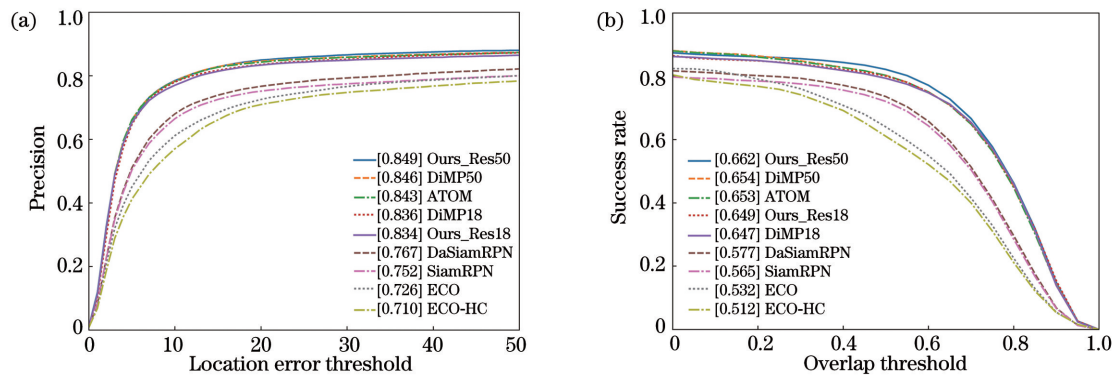 (a)
1.0
0.8
0.6
0.4
0.2
0
Precision
[0.849] Ours_Res50
[0.846] DiMP50
[0.843] ATOM
[0.836] DiMP18
[0.834] Ours_Res18
[0.767] DaSiamRPN
[0.752] SiamRPN
[0.726] ECO
[0.710] ECO-HC
0 10 20 30 40 50
Location error threshold
(b)
1.0
0.8
0.6
0.4
0.2
0
Success rate
[0.662] Ours_Res50
[0.654] DiMP50
[0.653] ATOM
[0.649] Ours_Res18
[0.647] DiMP18
[0.577] DaSiamRPN
[0.565] SiamRPN
[0.532] ECO
[0.512] ECO-HC
0 0.2 0.4 0.6 0.8 1.0
Overlap threshold